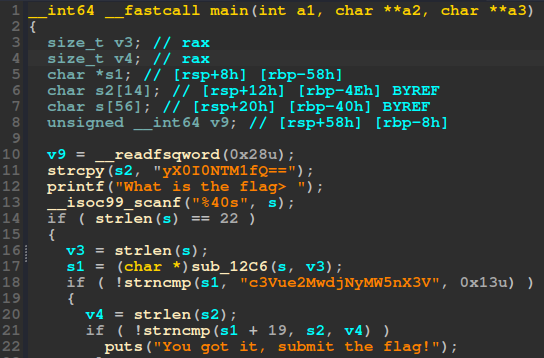 1 __int64 __fastcall main(int a1, char **a2, char **a3)
2 {
3 size_t v3; // rax
4 size_t v4; // rax
5 char *s1; // [rsp+8h] [rbp-58h]
6 char s2[14]; // [rsp+12h] [rbp-4Eh] BYREF
7 char s[56]; // [rsp+20h] [rbp-40h] BYREF
8 unsigned __int64 v9; // [rsp+58h] [rbp-8h]
9
10 v9 = __readfsqword(0x28u);
11 strcpy(s2, "yX0I0NTM1fQ==");
12 printf("What is the flag> ");
13 __isoc99_scanf("%40s", s);
14 if ( strlen(s) == 22 )
15 {
16 v3 = strlen(s);
17 s1 = (char *)sub_12C6(s, v3);
18 if ( !strncmp(s1, "c3Vue2MwdjNyMW5nX3V", 0x13u) )
19 {
20 v4 = strlen(s2);
21 if ( !strncmp(s1 + 19, s2, v4) )
22 puts("You got it, submit the flag!");